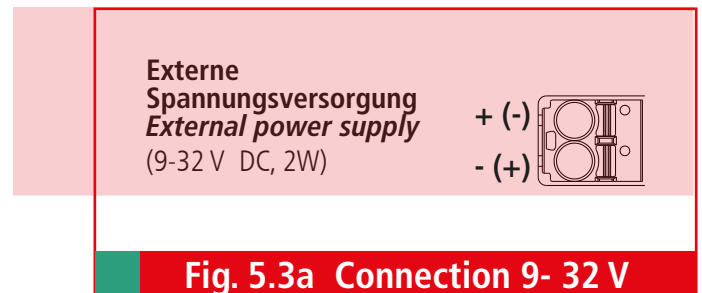 Externe
Spannungsversorgung
External power supply
(9-32 V DC, 2W)
+ (-)
- (+)
Fig. 5.3a Connection 9- 32 V